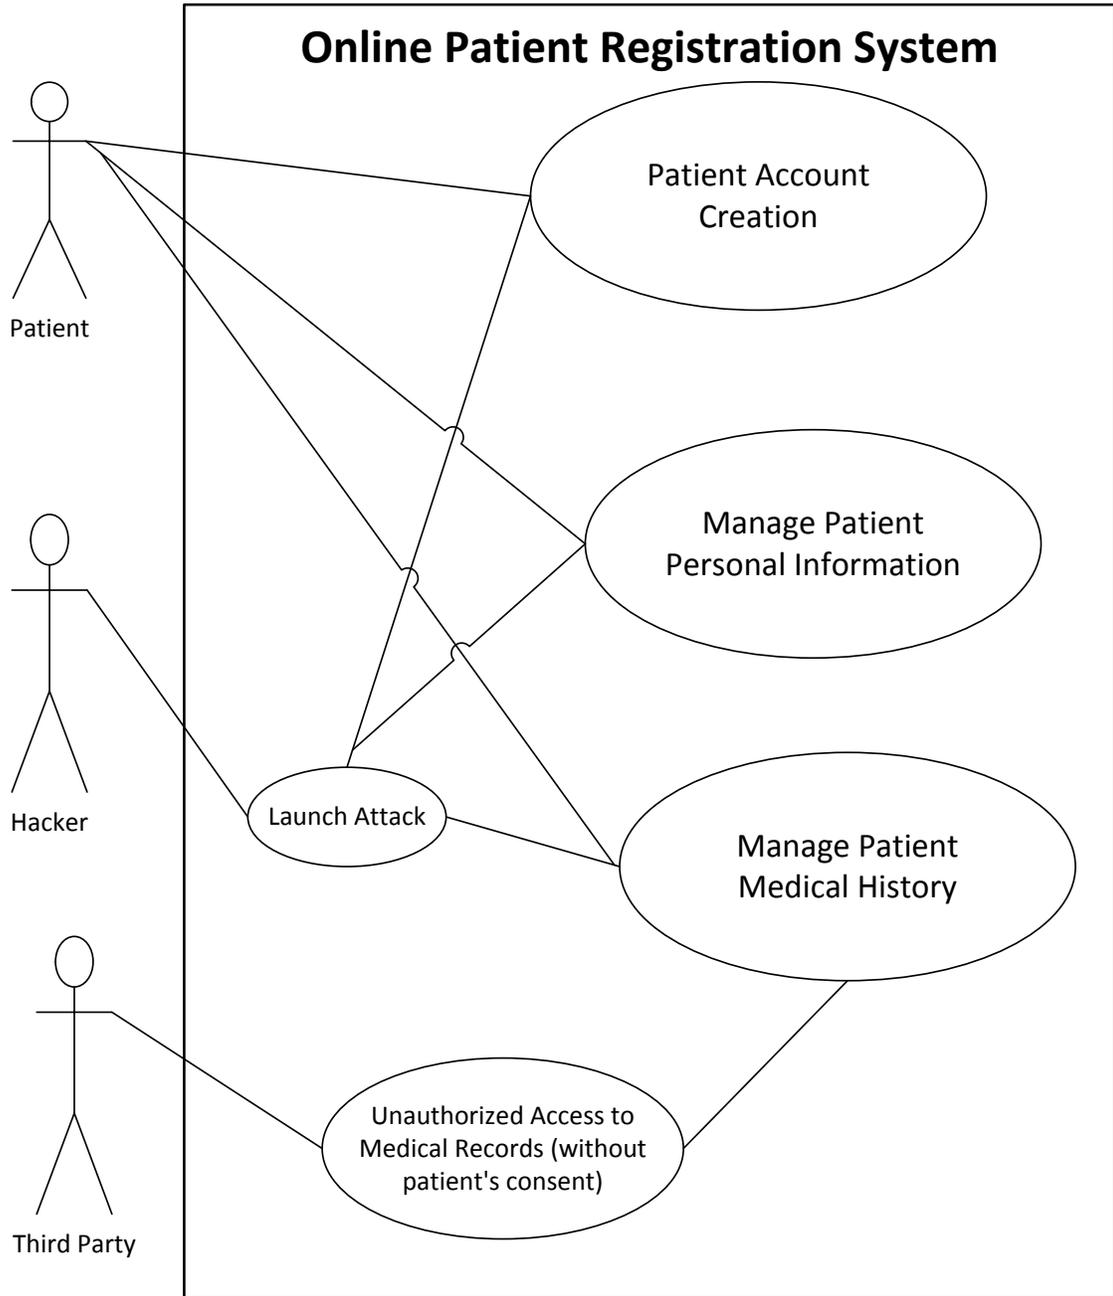 Online Patient Registration System
Patient Account
Creation
Patient
Manage Patient
Personal Information
Hacker
Launch Attack
Manage Patient
Medical History
Unauthorized Access to
Medical Records (without
patient's consent)
Third Party